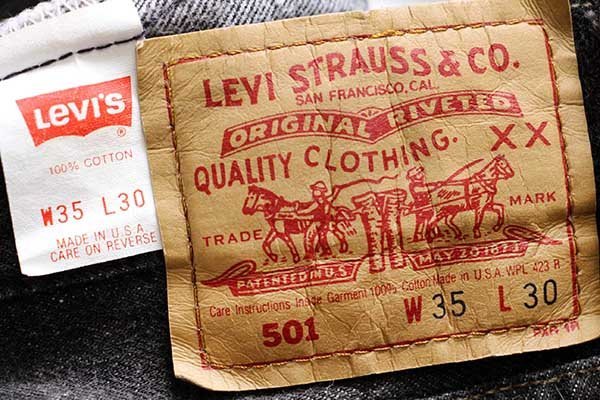 LEVI'S
®
100% COTTON
W35 L30
MADE IN U.S.A
CARE ON REVERSE
LEVI STRAUSS & CO.
SAN FRANCISCO, CAL.
ORIGINAL RIVETED
QUALITY CLOTHING. XX
TRADE MARK
PATENTED IN U.S. MAY 20 1873
Care Instructions Inside Garment 100% Cotton Made in U.S.A. WPL 423 R
501 W 35 L 30